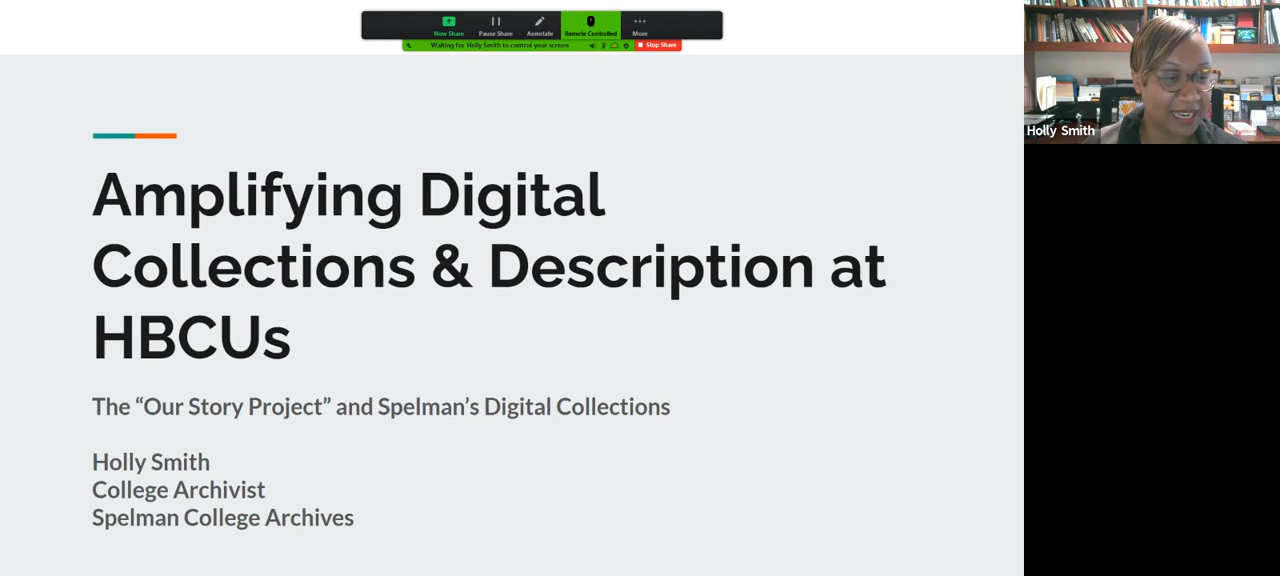 New Share
Pause Share
Annotate
Remote Controlled
More
Waiting for Holly Smith to control your screen
Stop Share
Holly Smith
Amplifying Digital
Collections & Description at
HBCUs
The “Our Story Project” and Spelman’s Digital Collections
Holly Smith
College Archivist
Spelman College Archives